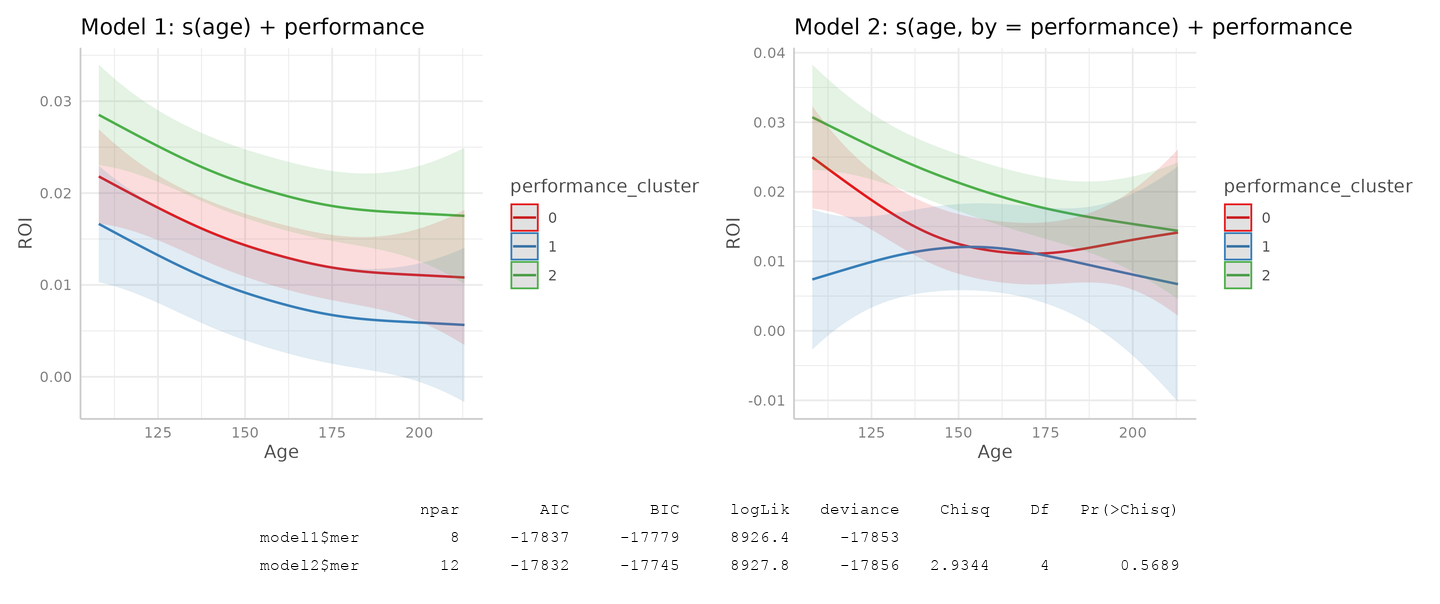 Model 1: s(age) + performance
0.03
0.02
0.01
0.00
ROI
125 150 175 200
Age
performance_cluster
0
1
2
Model 2: s(age, by = performance) + performance
0.04
0.03
0.02
0.01
0.00
-0.01
ROI
125 150 175 200
Age
performance_cluster
0
1
2
npar AIC BIC logLik deviance Chisq Df Pr(>Chisq)
model1$mer 8 -17837 -17779 8926.4 -17853
model2$mer 12 -17832 -17745 8927.8 -17856 2.9344 4 0.5689